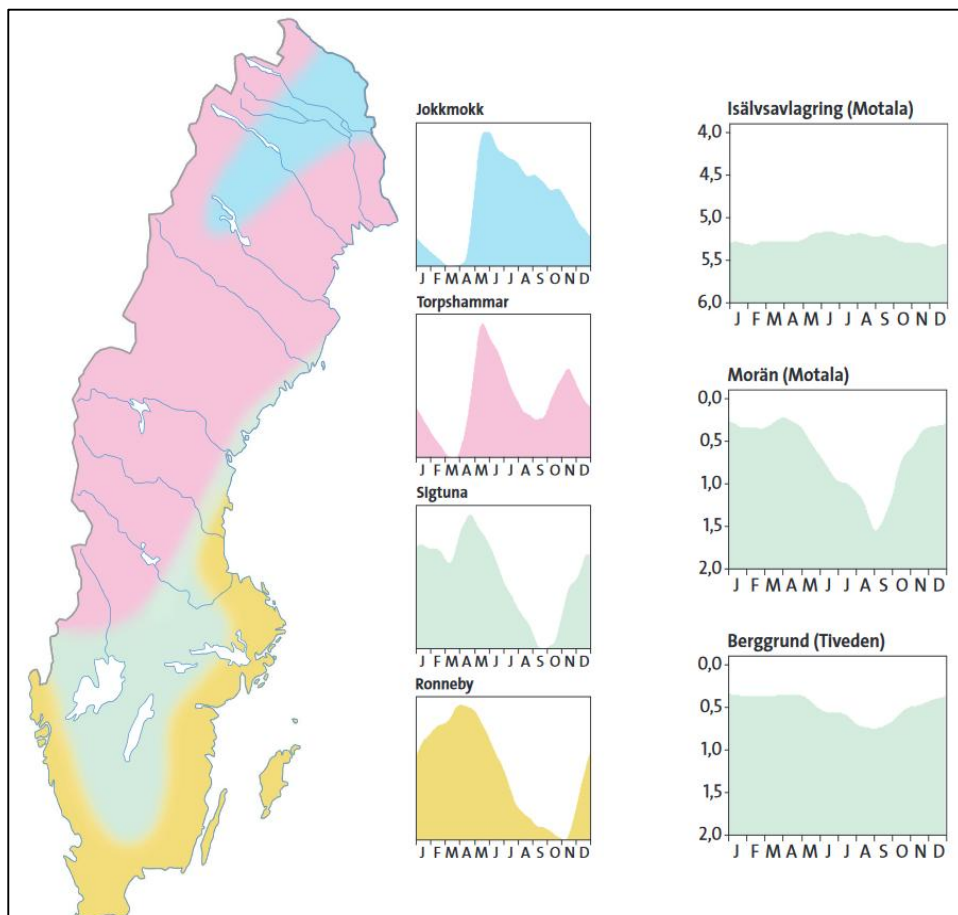 Jokkmokk
J F M A M J J A S O N D
Torpshammar
J F M A M J J A S O N D
Sigtuna
J F M A M J J A S O N D
Ronneby
J F M A M J J A S O N D
Isälvsavlagring (Motala)
4,0
4,5
5,0
5,5
6,0
J F M A M J J A S O N D
Morän (Motala)
0,0
0,5
1,0
1,5
2,0
J F M A M J J A S O N D
Berggrund (Tiveden)
0,0
0,5
1,0
1,5
2,0
J F M A M J J A S O N D